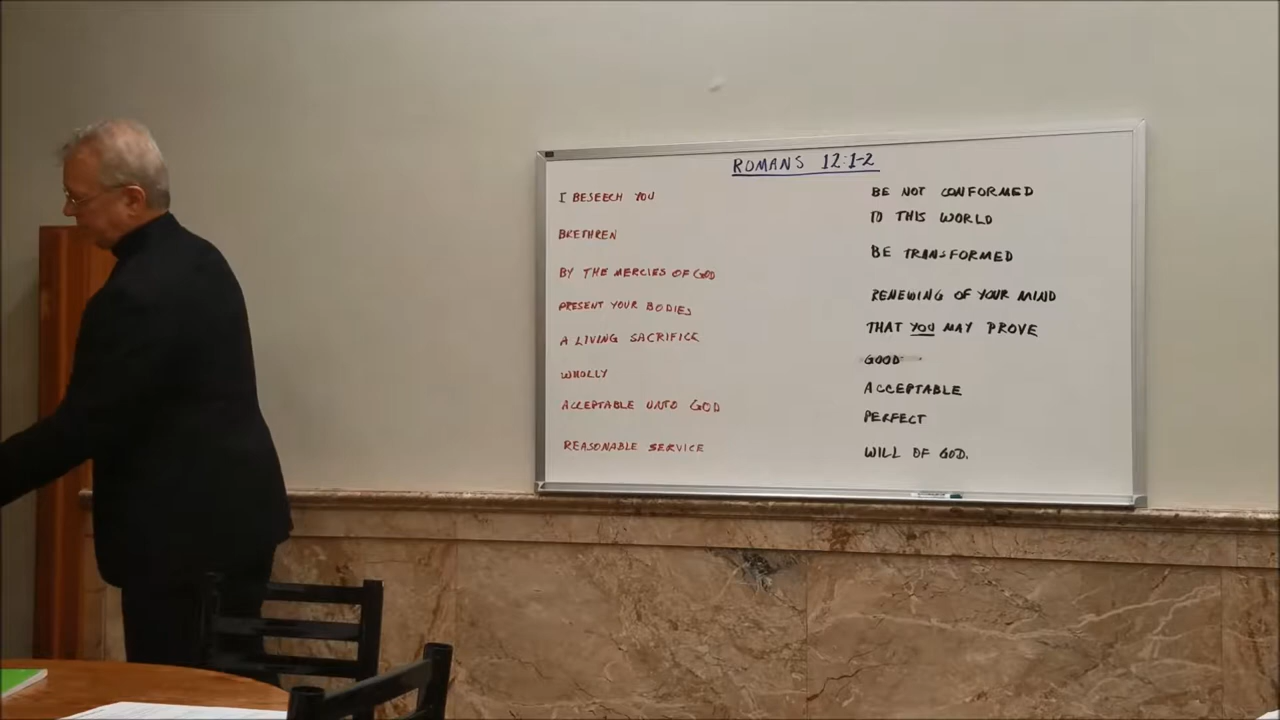 ROMANS 12:1-2
I BESEECH YOU
BRETHREN
BY THE MERCIES OF GOD
PRESENT YOUR BODIES
A LIVING SACRIFICE
WHOLLY
ACCEPTABLE UNTO GOD
REASONABLE SERVICE
BE NOT CONFORMED
TO THIS WORLD
BE TRANSFORMED
RENEWING OF YOUR MIND
THAT YOU MAY PROVE
GOOD
ACCEPTABLE
PERFECT
WILL OF GOD.